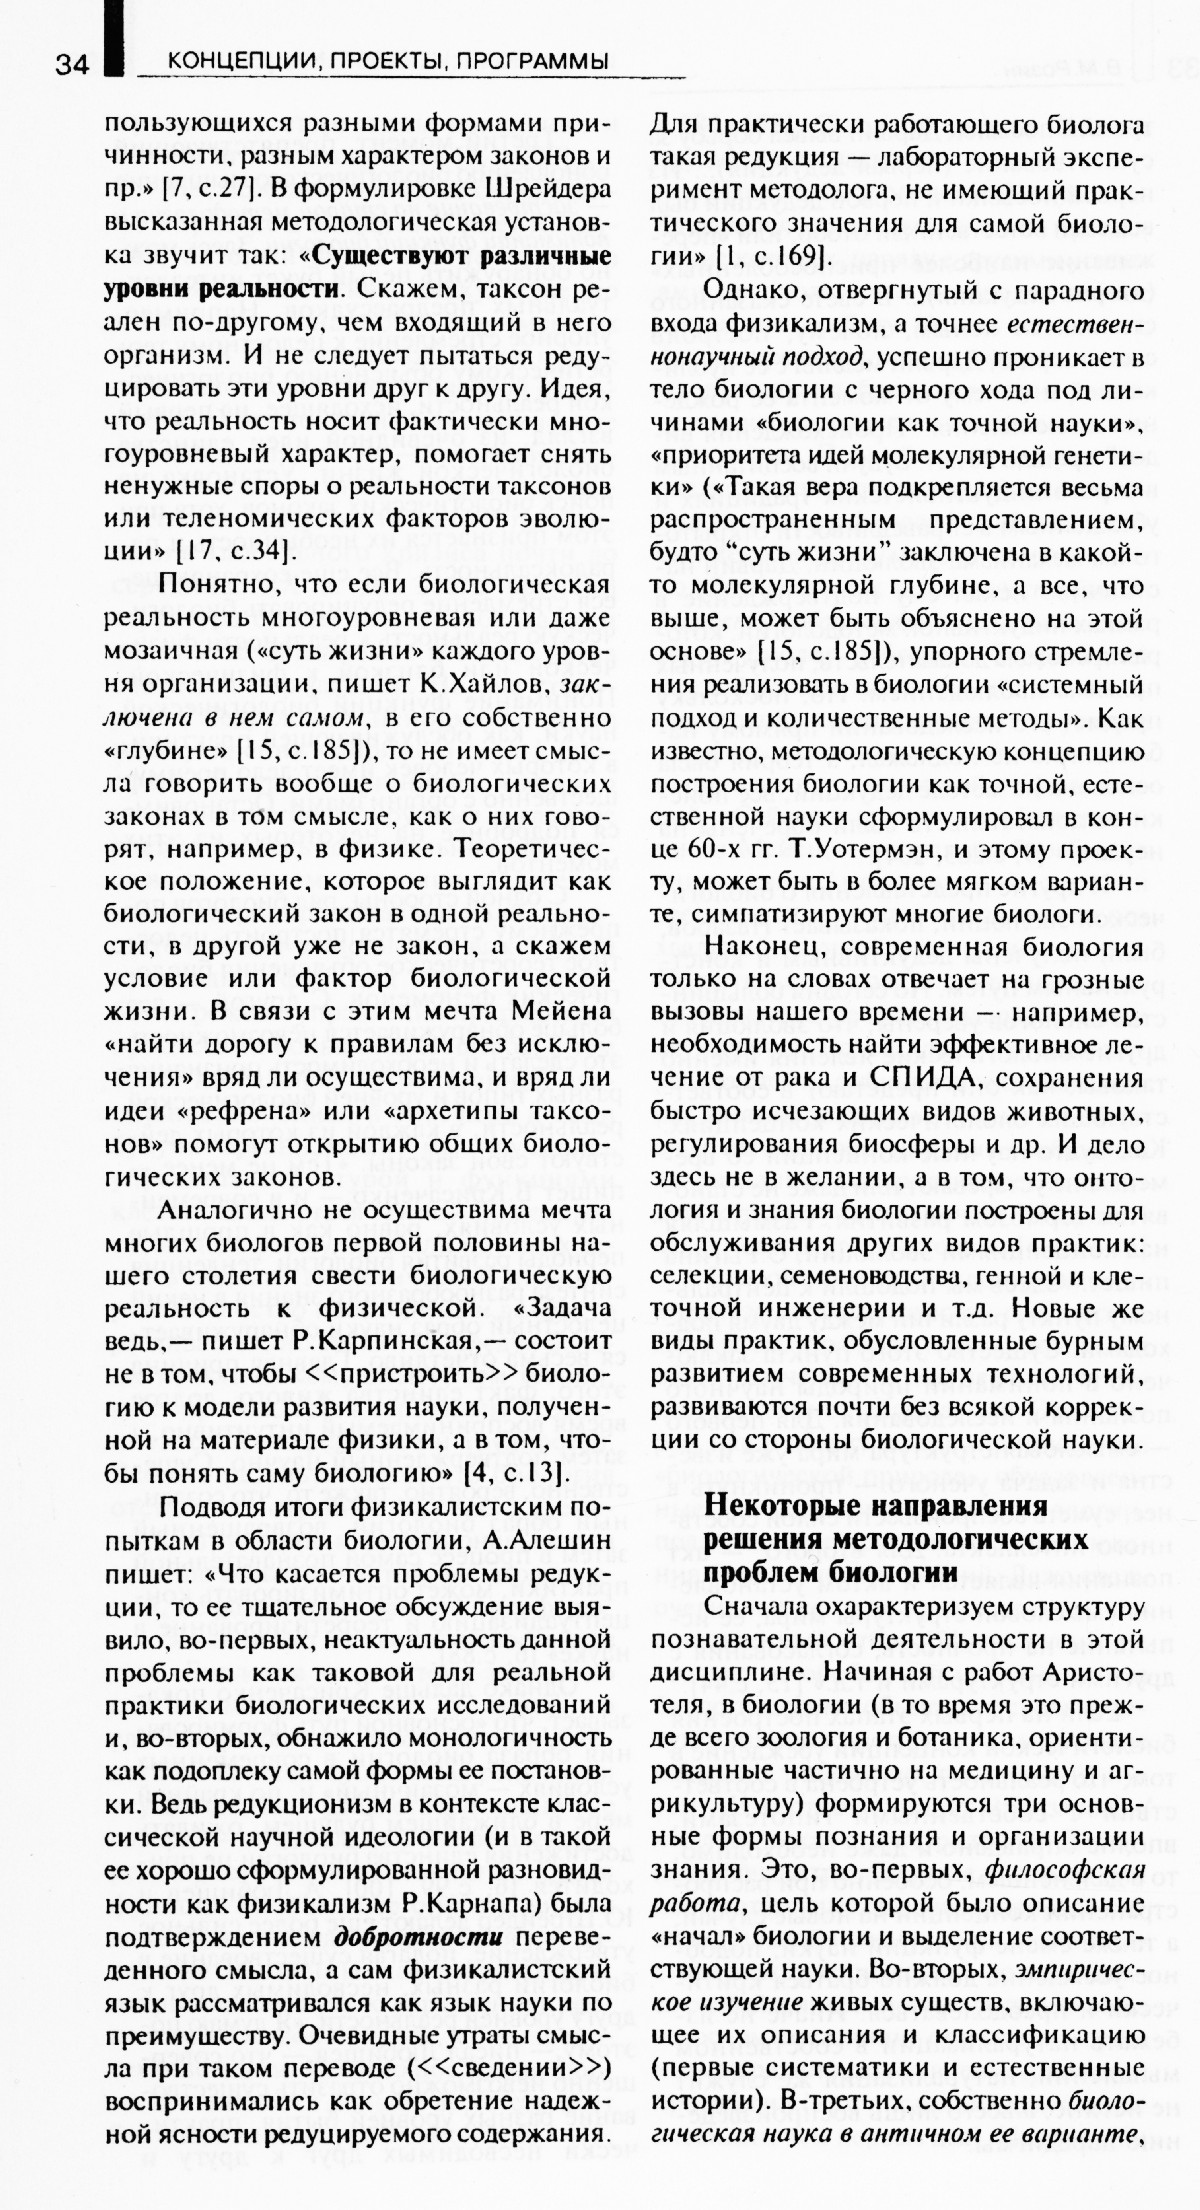 34
КОНЦЕПЦИИ, ПРОЕКТЫ, ПРОГРАММЫ
пользующихся разными формами при-
чинности, разным характером законов и
пр.» [7, с.27]. В формулировке Шрейдера
высказанная методологическая установ-
ка звучит так: «Существуют различные
уровни реальности. Скажем, таксон ре-
ален по-другому, чем входящий в него
организм. И не следует пытаться реду-
цировать эти уровни друг к другу. Идея,
что реальность носит фактически мно-
гоуровневый характер, помогает снять
ненужные споры о реальности таксонов
или теленомических факторов эволю-
ции» [17, с.34].
Понятно, что если биологическая
реальность многоуровневая или даже
мозаичная («суть жизни» каждого уров-
ня организации, пишет К.Хайлов, зак-
лючена в нем самом, в его собственно
«глубине» [15, с.185]), то не имеет смыс-
ла говорить вообще о биологических
законах в том смысле, как о них гово-
рят, например, в физике. Теоретичес-
кое положение, которое выглядит как
биологический закон в одной реально-
сти, в другой уже не закон, а скажем
условие или фактор биологической
жизни. В связи с этим мечта Мейена
«найти дорогу к правилам без исклю-
чения» вряд ли осуществима, и вряд ли
идеи «рефрена» или «архетипы таксо-
нов» помогут открытию общих биоло-
гических законов.
Аналогично не осуществима мечта
многих биологов первой половины на-
шего столетия свести биологическую
реальность к физической. «Задача
ведь,— пишет Р.Карпинская,— состоит
не в том, чтобы <<пристроить>> биоло-
гию к модели развития науки, получен-
ной на материале физики, а в том, что-
бы понять саму биологию» [4, с.13].
Подводя итоги физикалистским по-
пыткам в области биологии, А.Алешин
пишет: «Что касается проблемы редук-
ции, то ее тщательное обсуждение выя-
вило, во-первых, неактуальность данной
проблемы как таковой для реальной
практики биологических исследований
и, во-вторых, обнажило монологичность
как подоплеку самой формы ее постанов-
ки. Ведь редукционизм в контексте клас-
сической научной идеологии (и в такой
ее хорошо сформулированной разновид-
ности как физикализм Р.Карнапа) была
подтверждением добротности переве-
денного смысла, а сам физикалистский
язык рассматривался как язык науки по
преимуществу. Очевидные утраты смыс-
ла при таком переводе (<<сведении>>)
воспринимались как обретение надеж-
ной ясности редуцируемого содержания.
Для практически работающего биолога
такая редукция — лабораторный экспе-
римент методолога, не имеющий прак-
тического значения для самой биоло-
гии» [1, с.169].
Однако, отвергнутый с парадного
входа физикализм, а точнее естествен-
нонаучный подход, успешно проникает в
тело биологии с черного хода под ли-
чинами «биологии как точной науки»,
«приоритета идей молекулярной генети-
ки» («Такая вера подкрепляется весьма
распространенным представлением,
будто “суть жизни” заключена в какой-
то молекулярной глубине, а все, что
выше, может быть объяснено на этой
основе» [15, с.185]), упорного стремле-
ния реализовать в биологии «системный
подход и количественные методы». Как
известно, методологическую концепцию
построения биологии как точной, есте-
ственной науки сформулировал в кон-
це 60-х гг. Т.Уотермэн, и этому проек-
ту, может быть в более мягком вариан-
те, симпатизируют многие биологи.
Наконец, современная биология
только на словах отвечает на грозные
вызовы нашего времени — например,
необходимость найти эффективное ле-
чение от рака и СПИДА, сохранения
быстро исчезающих видов животных,
регулирования биосферы и др. И дело
здесь не в желании, а в том, что онто-
логия и знания биологии построены для
обслуживания других видов практик:
селекции, семеноводства, генной и кле-
точной инженерии и т.д. Новые же
виды практик, обусловленные бурным
развитием современных технологий,
развиваются почти без всякой коррек-
ции со стороны биологической науки.
Некоторые направления
решения методологических
проблем биологии
Сначала охарактеризуем структуру
познавательной деятельности в этой
дисциплине. Начиная с работ Аристо-
теля, в биологии (в то время это преж-
де всего зоология и ботаника, ориенти-
рованные частично на медицину и аг-
рикультуру) формируются три основ-
ные формы познания и организации
знания. Это, во-первых, философская
работа, цель которой было описание
«начал» биологии и выделение соответ-
ствующей науки. Во-вторых, эмпиричес-
кое изучение живых существ, включаю-
щее их описания и классификацию
(первые систематики и естественные
истории). В-третьих, собственно биоло-
гическая наука в античном ее варианте,